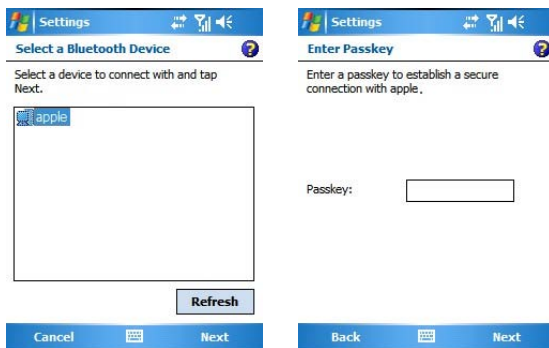 Settings
Select a Bluetooth Device
Select a device to connect with and tap
Next.
apple
Refresh
Cancel
Next
Settings
Enter Passkey
Enter a passkey to establish a secure
connection with apple.
Passkey:
Back
Next